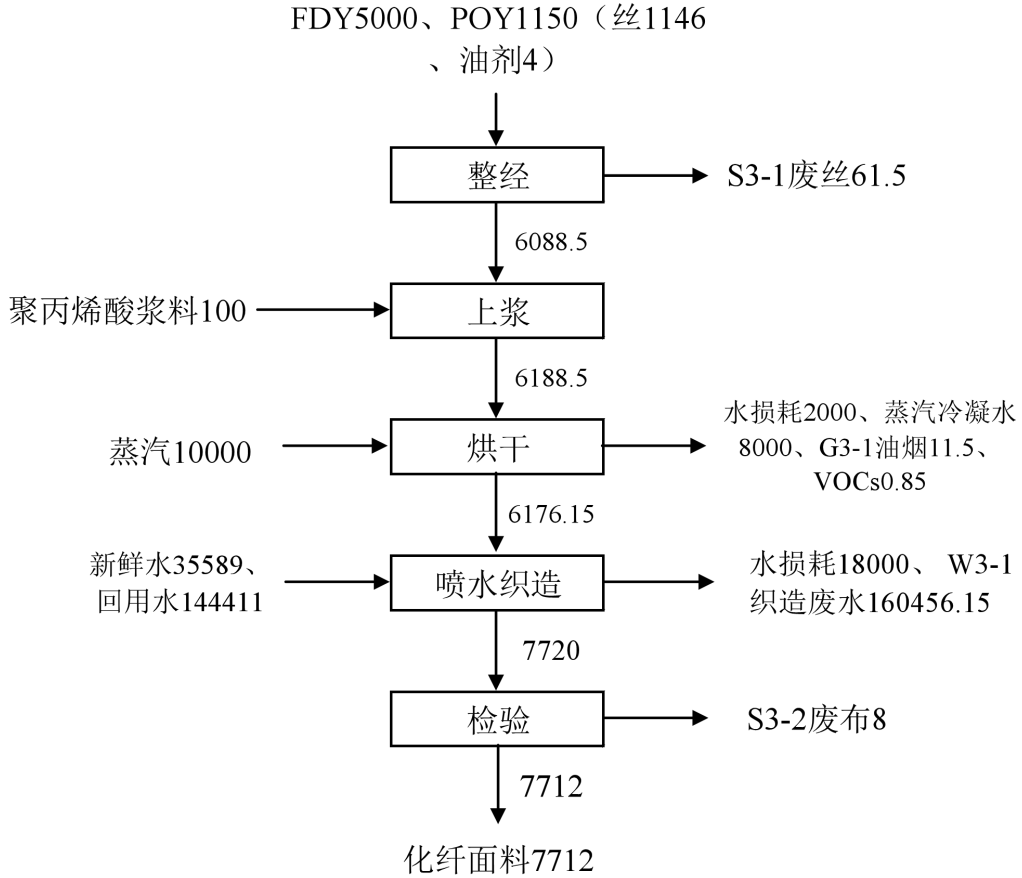 FDY5000、POY1150（丝1146
、油剂4）
整经
S3-1废丝61.5
6088.5
聚丙烯酸浆料100
上浆
6188.5
蒸汽10000
烘干
水损耗2000、蒸汽冷凝水
8000、G3-1油烟11.5、
VOCs0.85
6176.15
新鲜水35589、
回用水144411
喷水织造
水损耗18000、 W3-1
织造废水160456.15
7720
检验
S3-2废布8
7712
化纤面料7712